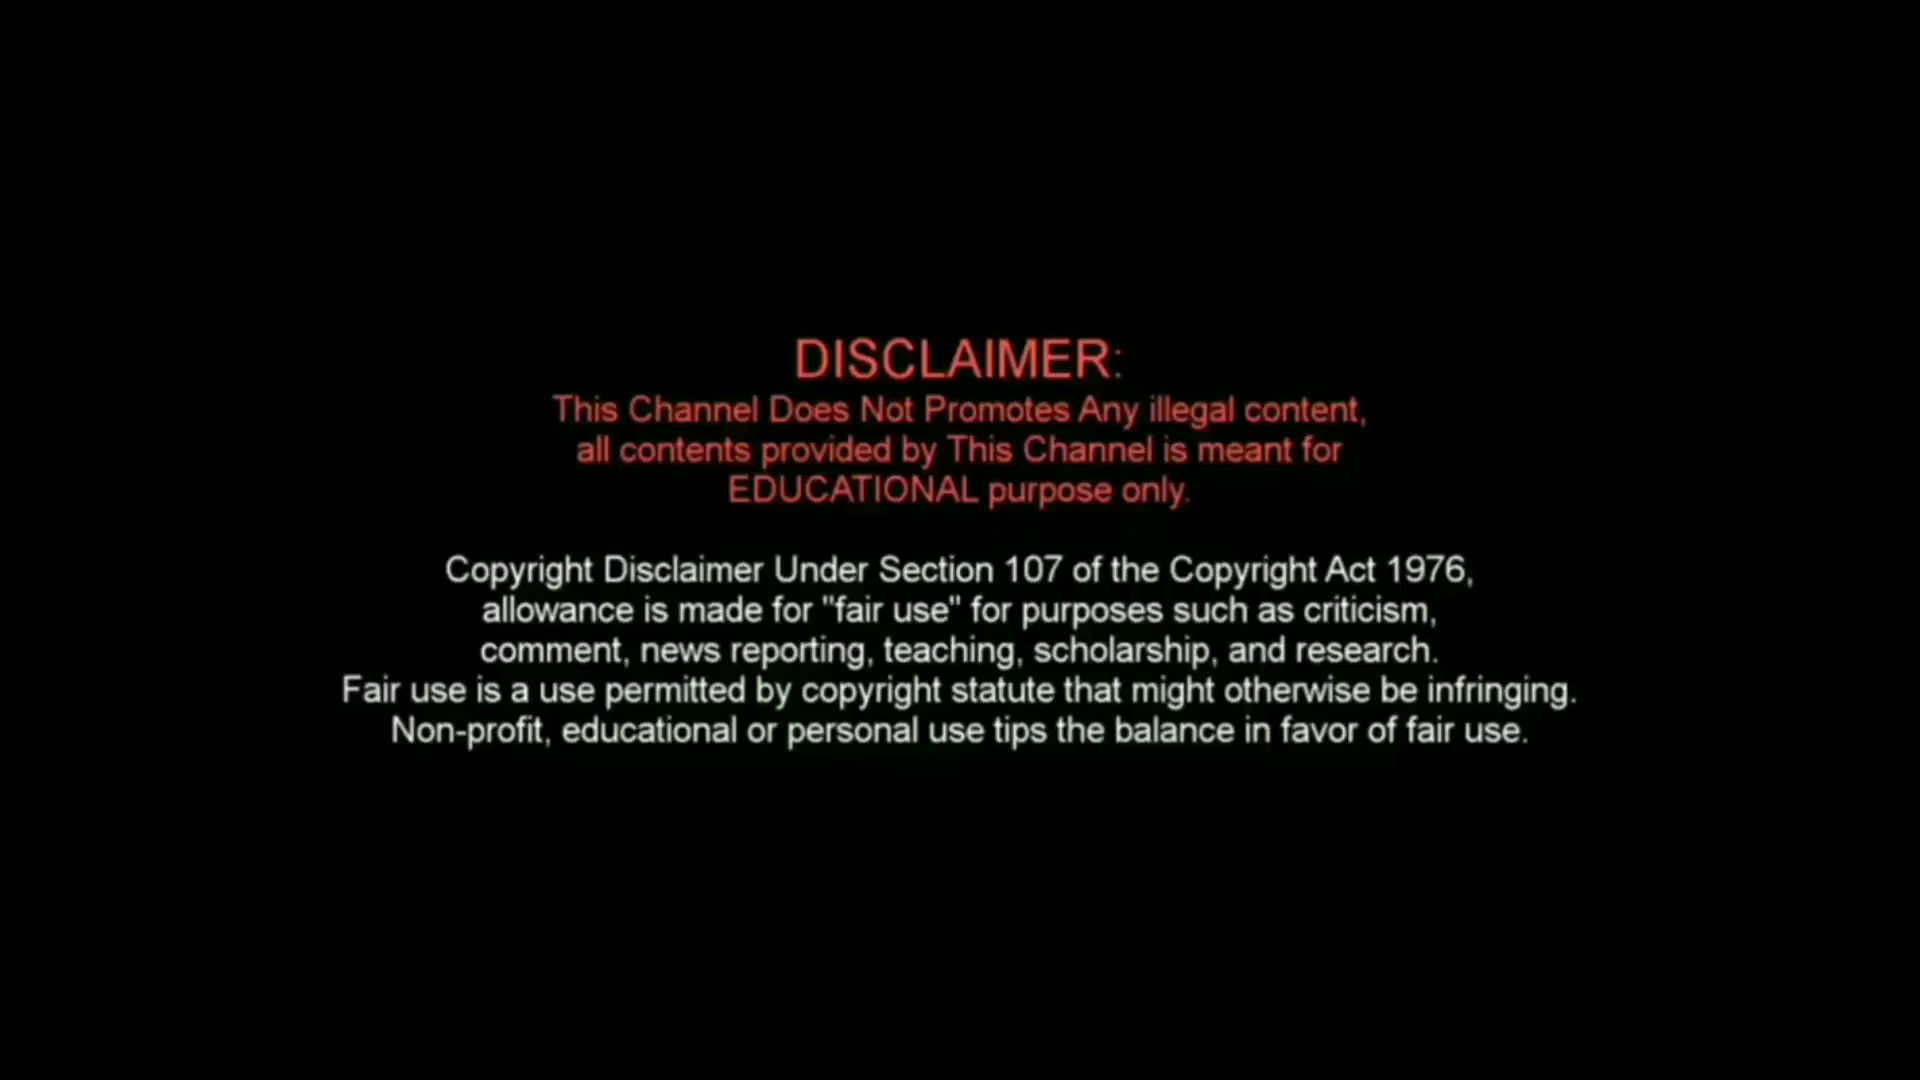 DISCLAIMER:
This Channel Does Not Promotes Any illegal content,
all contents provided by This Channel is meant for
EDUCATIONAL purpose only.
Copyright Disclaimer Under Section 107 of the Copyright Act 1976,
allowance is made for "fair use" for purposes such as criticism,
comment, news reporting, teaching, scholarship, and research.
Fair use is a use permitted by copyright statute that might otherwise be infringing.
Non-profit, educational or personal use tips the balance in favor of fair use.